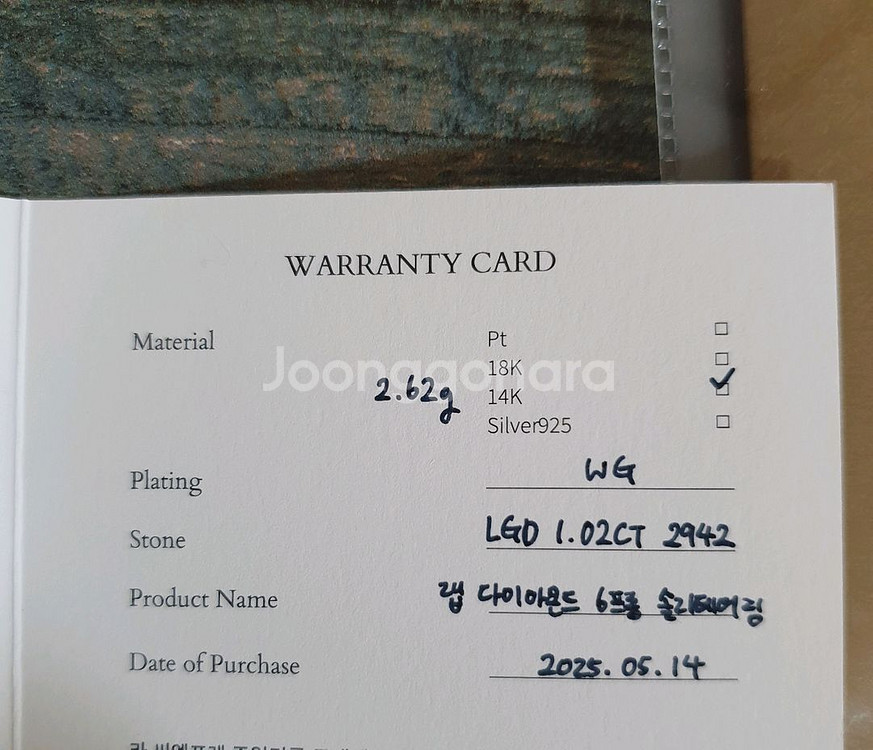 WARRANTY CARD
Material
Pt
18K
Joonggonara
2.62g 14K ✓
Silver925
Plating WG
Stone LGD 1.02CT 2942
Product Name 랩 다이아몬드 6프롱 솔리테어 링
Date of Purchase 2025.05.14